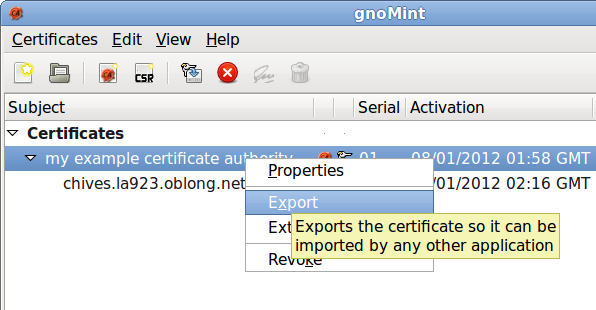 gnoMint
Certificates Edit View Help
CSR
Subject Serial Activation
Certificates
my example certificate authority 01 08/01/2012 01:58 GMT
Properties
chives.la923.oblong.net /01/2012 02:16 GMT
Export
Exports the certificate so it can be
imported by any other application
Ext
Revoke